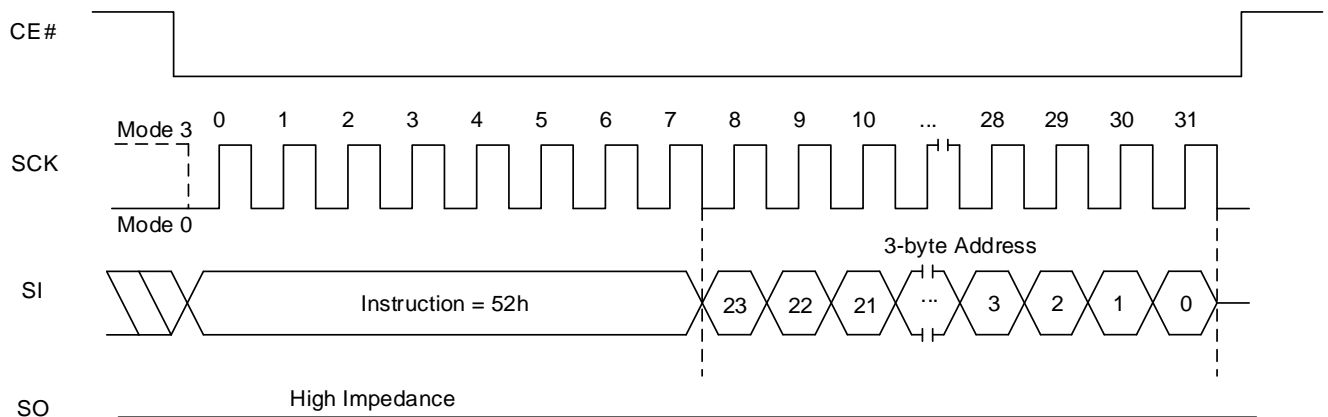 CE#
0 1 2 3 4 5 6 7 8 9 10 ... 28 29 30 31
Mode 3
SCK
Mode 0
3-byte Address
SI
Instruction = 52h 23 22 21 ... 3 2 1 0
High Impedance
SO